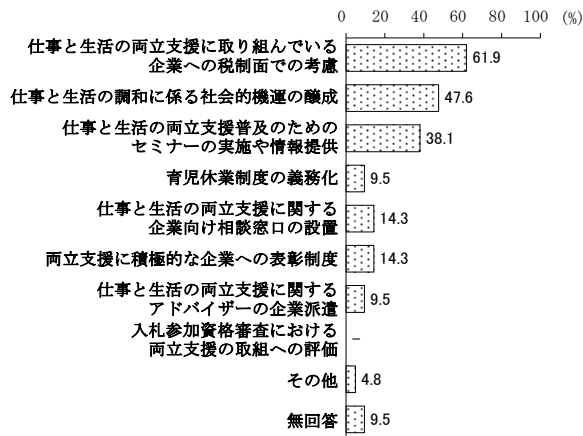 0 20 40 60 80 100 (%)
仕事と生活の両立支援に取り組んでいる
企業への税制面での考慮
61.9
仕事と生活の調和に係る社会的機運の醸成
47.6
仕事と生活の両立支援普及のための
セミナーの実施や情報提供
38.1
育児休業制度の義務化
9.5
仕事と生活の両立支援に関する
企業向け相談窓口の設置
14.3
両立支援に積極的な企業への表彰制度
14.3
仕事と生活の両立支援に関する
アドバイザーの企業派遣
9.5
入札参加資格審査における
両立支援の取組への評価
-
その他
4.8
無回答
9.5